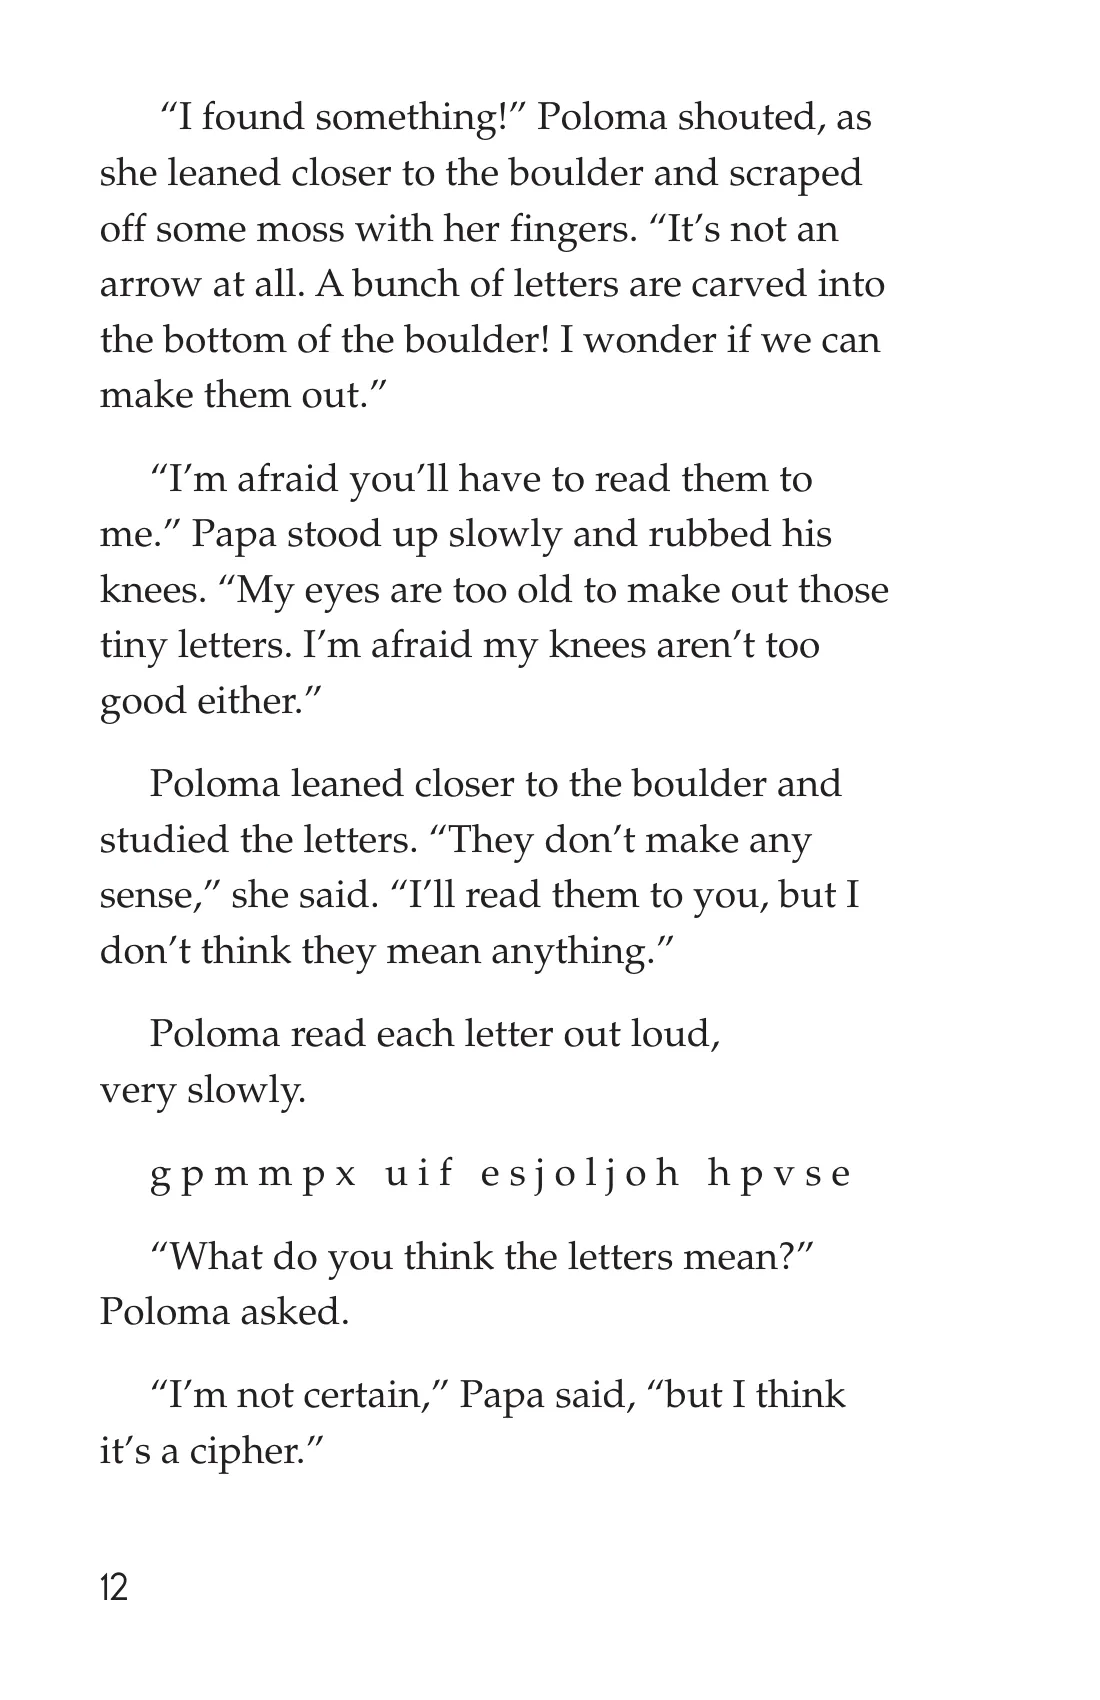 “I found something!” Poloma shouted, as
she leaned closer to the boulder and scraped
off some moss with her fingers. “It’s not an
arrow at all. A bunch of letters are carved into
the bottom of the boulder! I wonder if we can
make them out.”
“I’m afraid you’ll have to read them to
me.” Papa stood up slowly and rubbed his
knees. “My eyes are too old to make out those
tiny letters. I’m afraid my knees aren’t too
good either.”
Poloma leaned closer to the boulder and
studied the letters. “They don’t make any
sense,” she said. “I’ll read them to you, but I
don’t think they mean anything.”
Poloma read each letter out loud,
very slowly.
g p m m p x u i f e s j o l j o h h p v s e
“What do you think the letters mean?”
Poloma asked.
“I’m not certain,” Papa said, “but I think
it’s a cipher.”
12